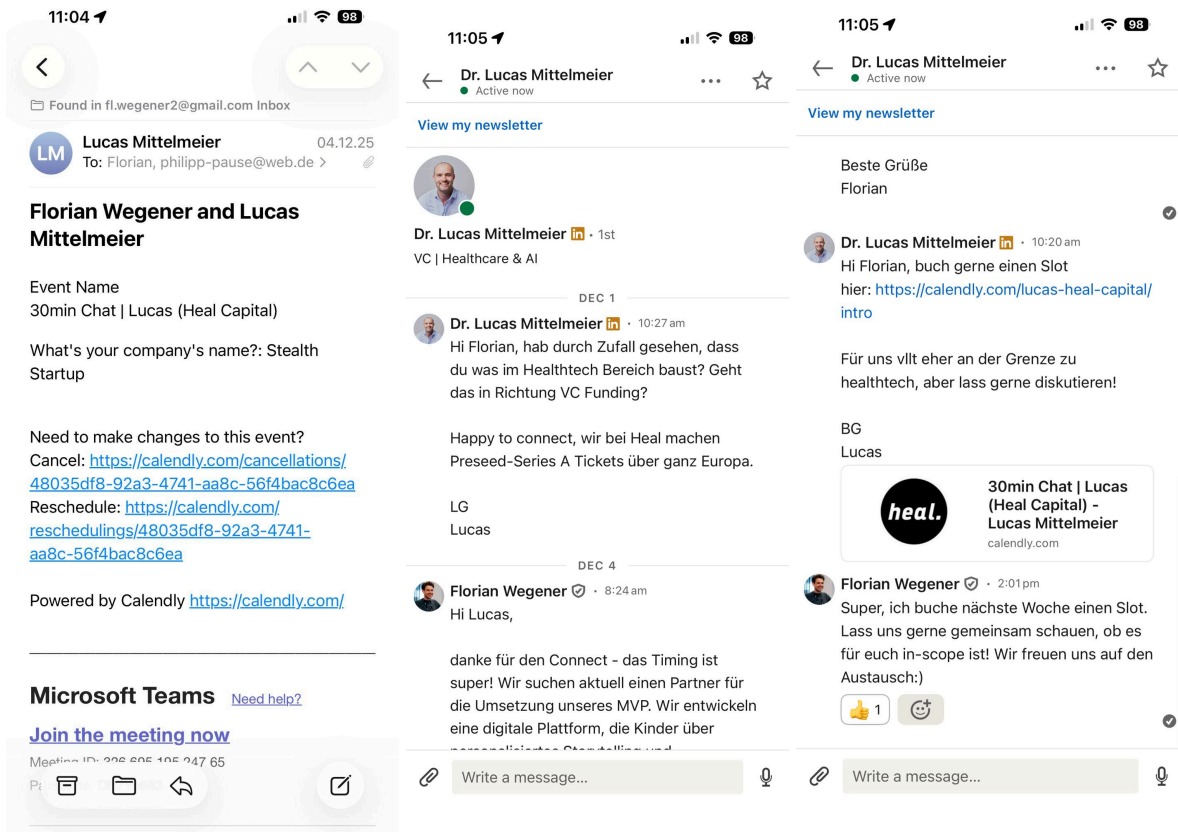 11:04
98
Found in fl.wegener2@gmail.com Inbox
LM
Lucas Mittelmeier
04.12.25
To: Florian, philipp-pause@web.de >
Florian Wegener and Lucas
Mittelmeier
Event Name
30min Chat | Lucas (Heal Capital)
What's your company's name?: Stealth
Startup
Need to make changes to this event?
Cancel: https://calendly.com/cancellations/
48035df8-92a3-4741-aa8c-56f4bac8c6ea
Reschedule: https://calendly.com/
reschedulings/48035df8-92a3-4741-
aa8c-56f4bac8c6ea
Powered by Calendly https://calendly.com/
Microsoft Teams
Need help?
Join the meeting now
Meeting ID: 326 695 195 247 65
11:05
98
Dr. Lucas Mittelmeier
Active now
View my newsletter
Dr. Lucas Mittelmeier in · 1st
VC | Healthcare & AI
DEC 1
Dr. Lucas Mittelmeier in · 10:27 am
Hi Florian, hab durch Zufall gesehen, dass
du was im Healthtech Bereich baust? Geht
das in Richtung VC Funding?
Happy to connect, wir bei Heal machen
Preseed-Series A Tickets über ganz Europa.
LG
Lucas
DEC 4
Florian Wegener · 8:24 am
Hi Lucas,
danke für den Connect - das Timing ist
super! Wir suchen aktuell einen Partner für
die Umsetzung unseres MVP. Wir entwickeln
eine digitale Plattform, die Kinder über
personalisiertes Storytelling und
Write a message...
11:05
98
Dr. Lucas Mittelmeier
Active now
View my newsletter
Beste Grüße
Florian
Dr. Lucas Mittelmeier in · 10:20 am
Hi Florian, buch gerne einen Slot
hier: https://calendly.com/lucas-heal-capital/
intro
Für uns vllt eher an der Grenze zu
healthtech, aber lass gerne diskutieren!
BG
Lucas
heal.
30min Chat | Lucas
(Heal Capital) -
Lucas Mittelmeier
calendly.com
Florian Wegener · 2:01 pm
Super, ich buche nächste Woche einen Slot.
Lass uns gerne gemeinsam schauen, ob es
für euch in-scope ist! Wir freuen uns auf den
Austausch:)
👍 1
Write a message...